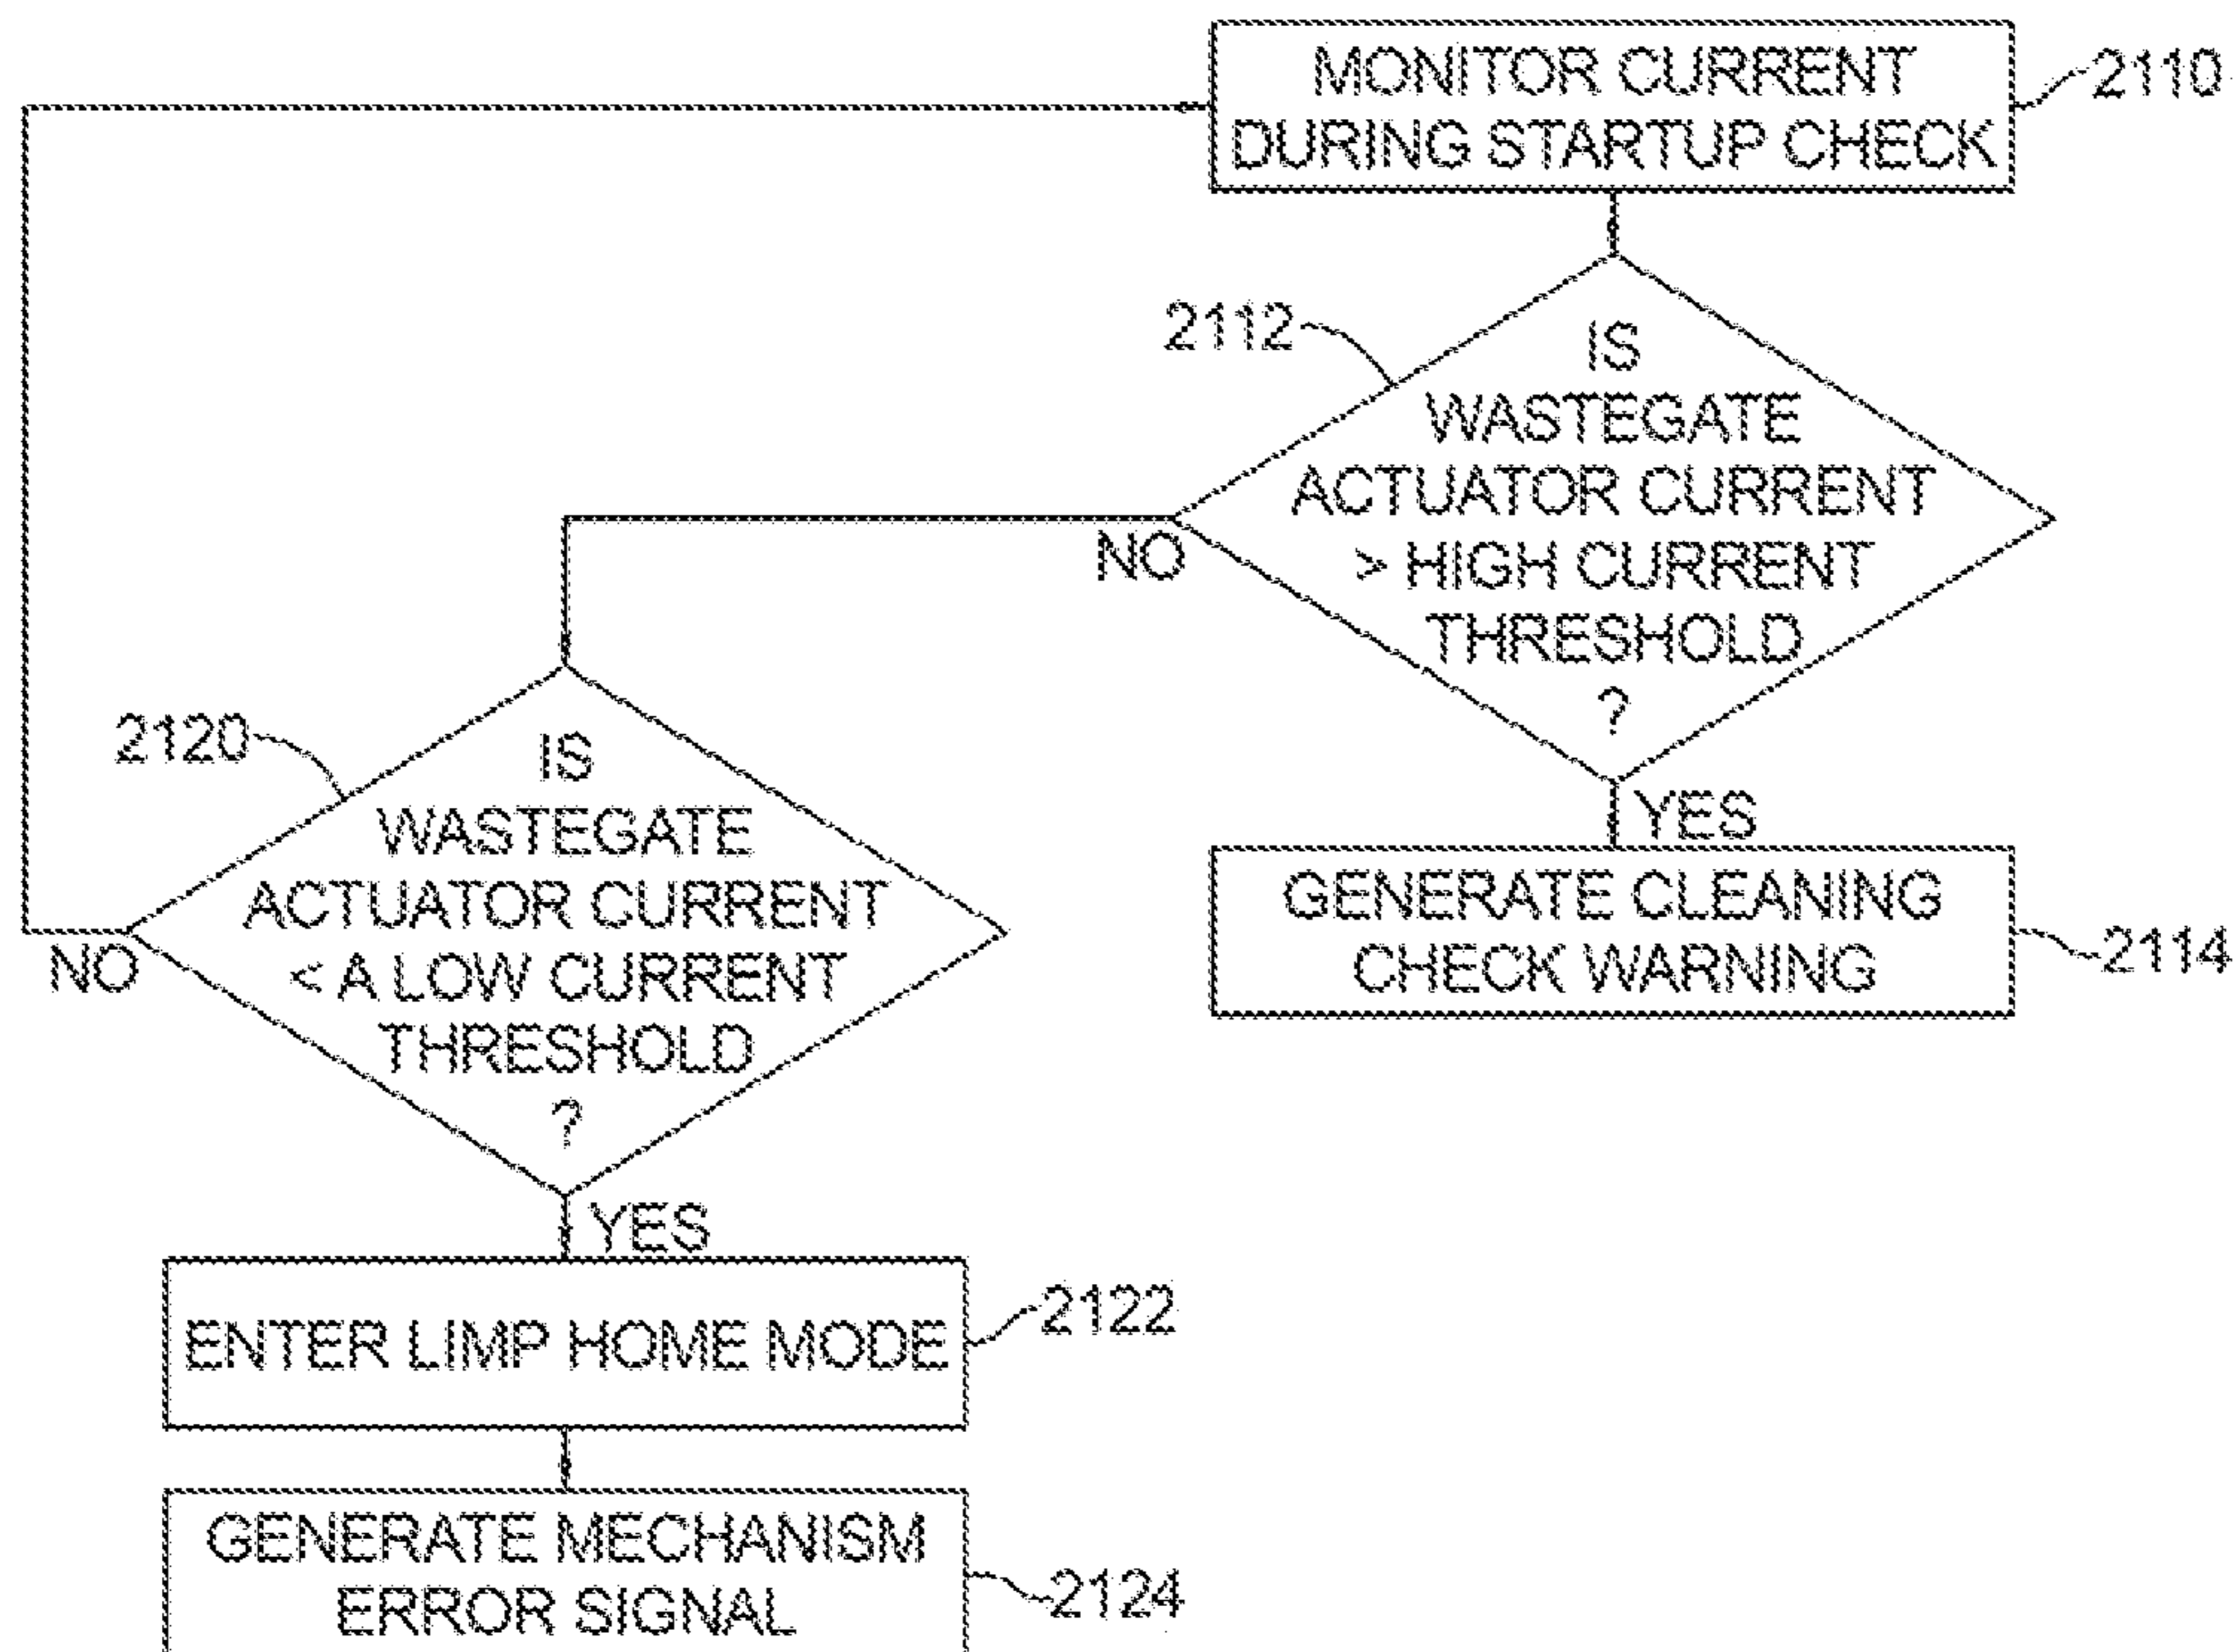 MONITOR CURRENT
DURING STARTUP CHECK
2110
2112
IS
WASTEGATE
ACTUATOR CURRENT
> HIGH CURRENT
THRESHOLD
?
NO
YES
GENERATE CLEANING
CHECK WARNING
2114
2120
IS
WASTEGATE
ACTUATOR CURRENT
< A LOW CURRENT
THRESHOLD
?
NO
YES
ENTER LIMP HOME MODE
2122
GENERATE MECHANISM
ERROR SIGNAL
2124